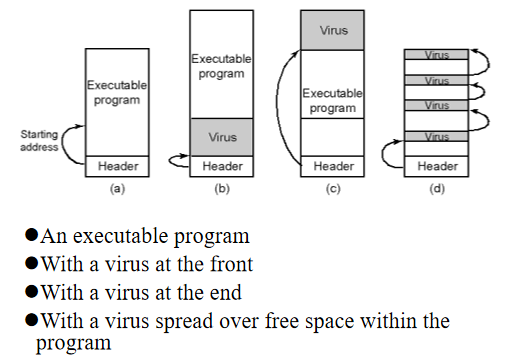 Executable
program
Starting
address
Header
(a)
Executable
program
Virus
Header
(b)
Virus
Executable
program
Header
(c)
Virus
Virus
Virus
Virus
Header
(d)
●An executable program
●With a virus at the front
●With a virus at the end
●With a virus spread over free space within the
program